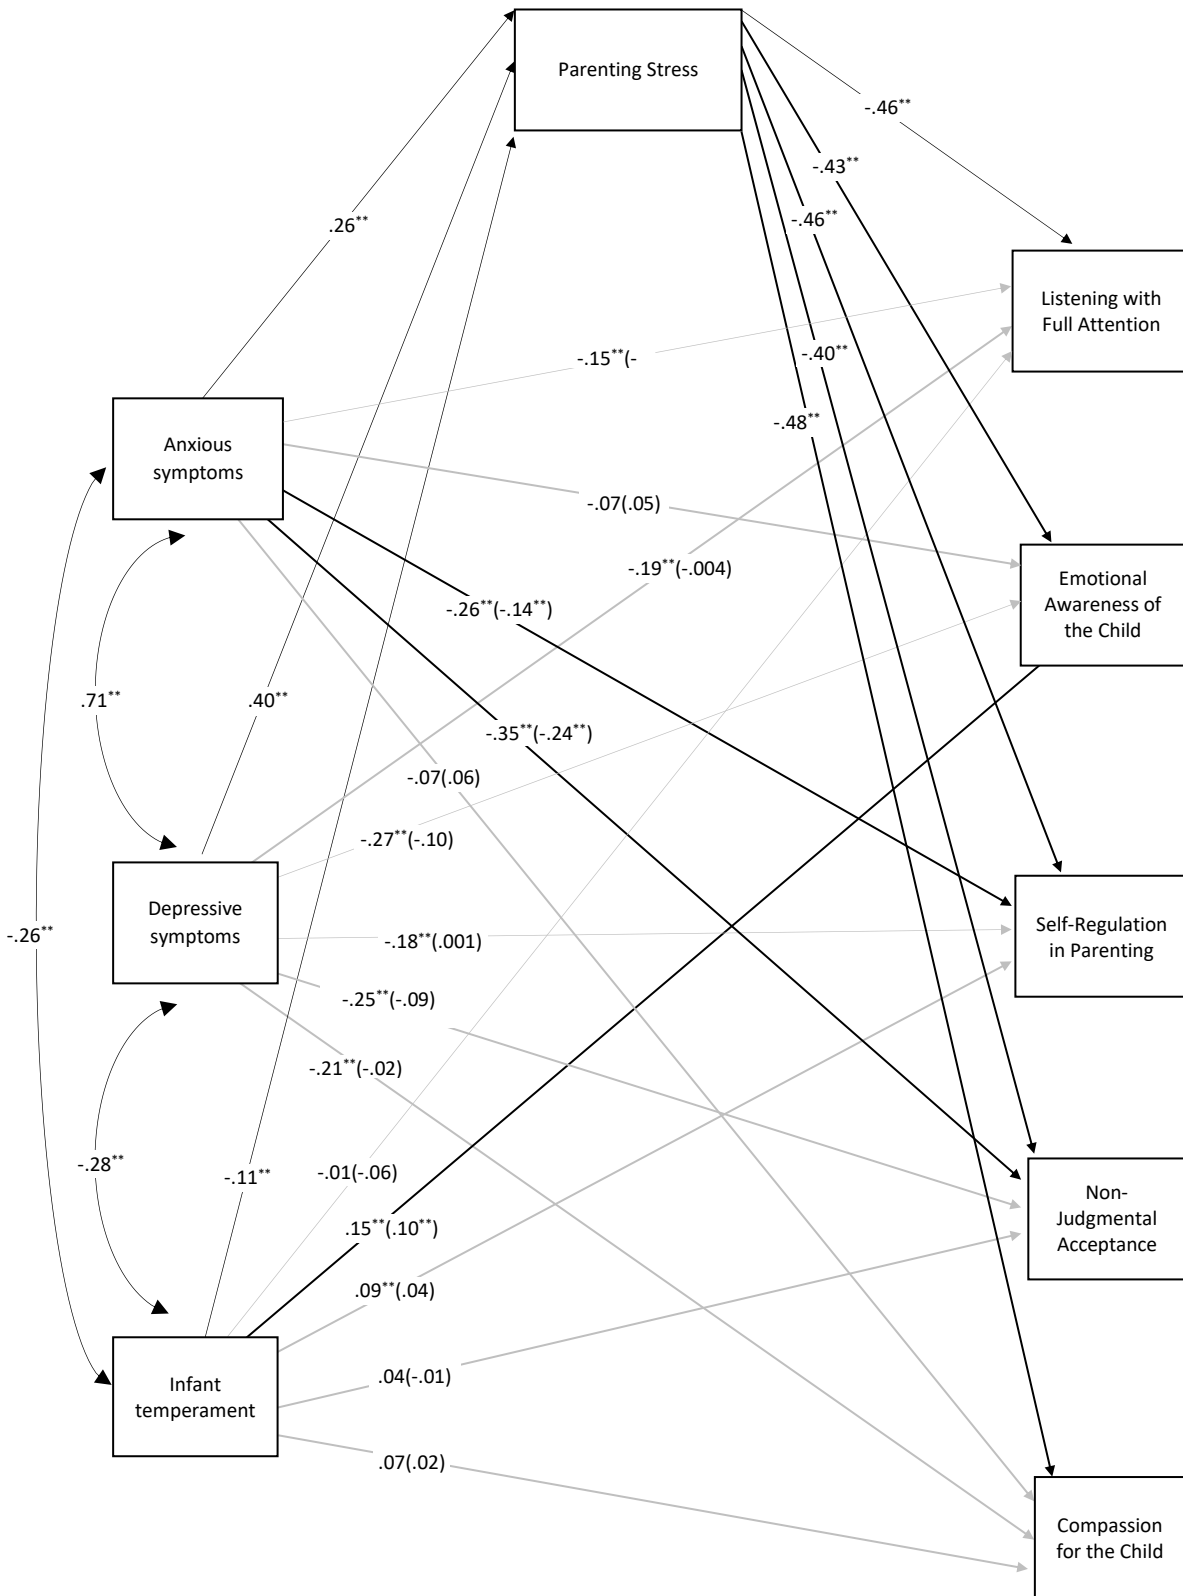 Parenting Stress
-.46**
-.43**
-.46**
.26**
Listening with
Full Attention
-.15**(-
-.40**
-.48**
Anxious
symptoms
-.07(.05)
-.19**(-.004)
Emotional
Awareness of
the Child
-.26**(-.14**)
.71**
.40**
-.35**(-.24**)
-.07(.06)
-.27**(-.10)
Depressive
symptoms
-.26**
-.18**(.001)
Self-Regulation
in Parenting
-.25**(-.09)
-.21**(-.02)
-.28**
-.11**
-.01(-.06)
Non-
Judgmental
Acceptance
.15**(.10**)
.09**(.04)
Infant
temperament
.04(-.01)
.07(.02)
Compassion
for the Child